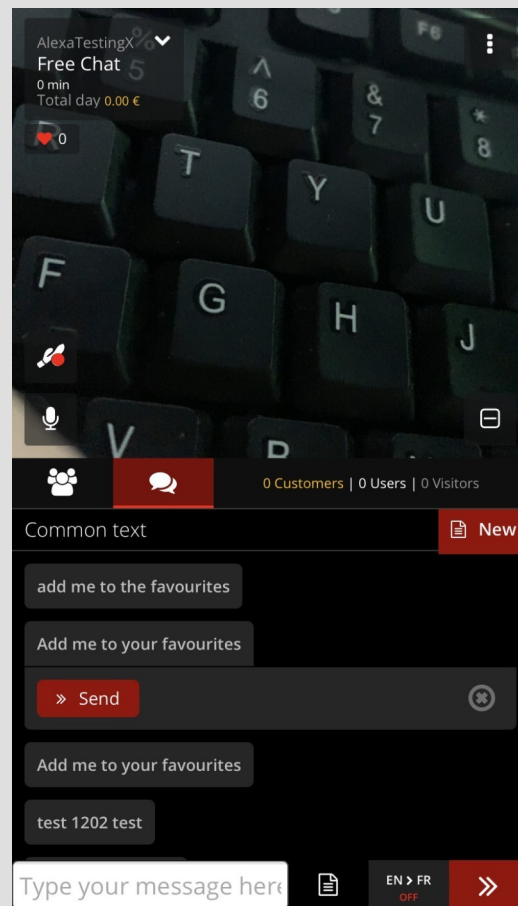 AlexaTestingX
Free Chat
0 min
Total day 0.00 €
0
F6
%
5
^
6
&
7
*
8
R
T
Y
U
F
G
H
J
V
0 Customers | 0 Users | 0 Visitors
Common text
New
add me to the favourites
Add me to your favourites
» Send
Add me to your favourites
test 1202 test
Type your message here
EN > FR
OFF